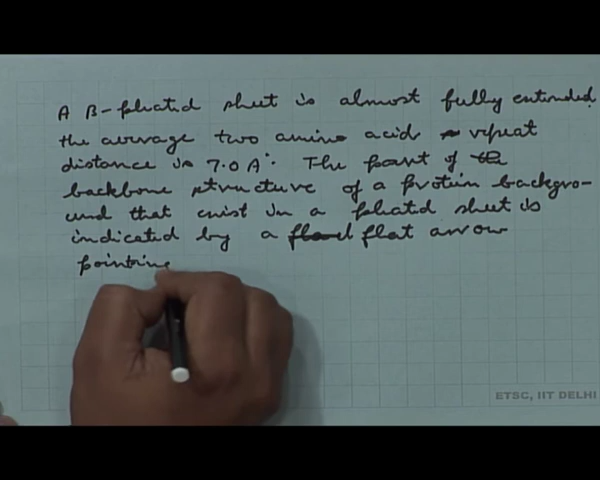 A β-pleated sheet is almost fully extended
the average two amino acid repeat
distance is 7.0 A°. The part of the
backbone structure of a protein backgro-
und that exist in a pleated sheet is
indicated by a flat arrow
pointing
ETSC, IIT DELHI